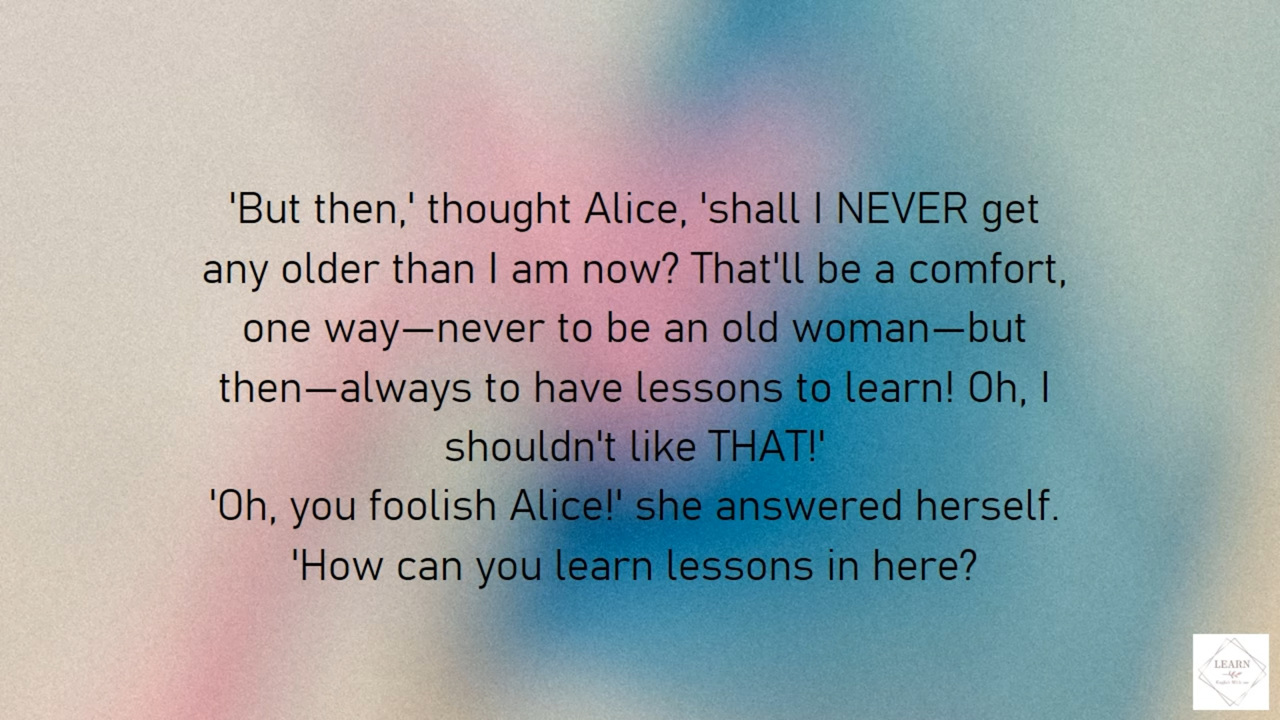 'But then,' thought Alice, 'shall I NEVER get
any older than I am now? That'll be a comfort,
one way—never to be an old woman—but
then—always to have lessons to learn! Oh, I
shouldn't like THAT!'
'Oh, you foolish Alice!' she answered herself.
'How can you learn lessons in here?
LEARN